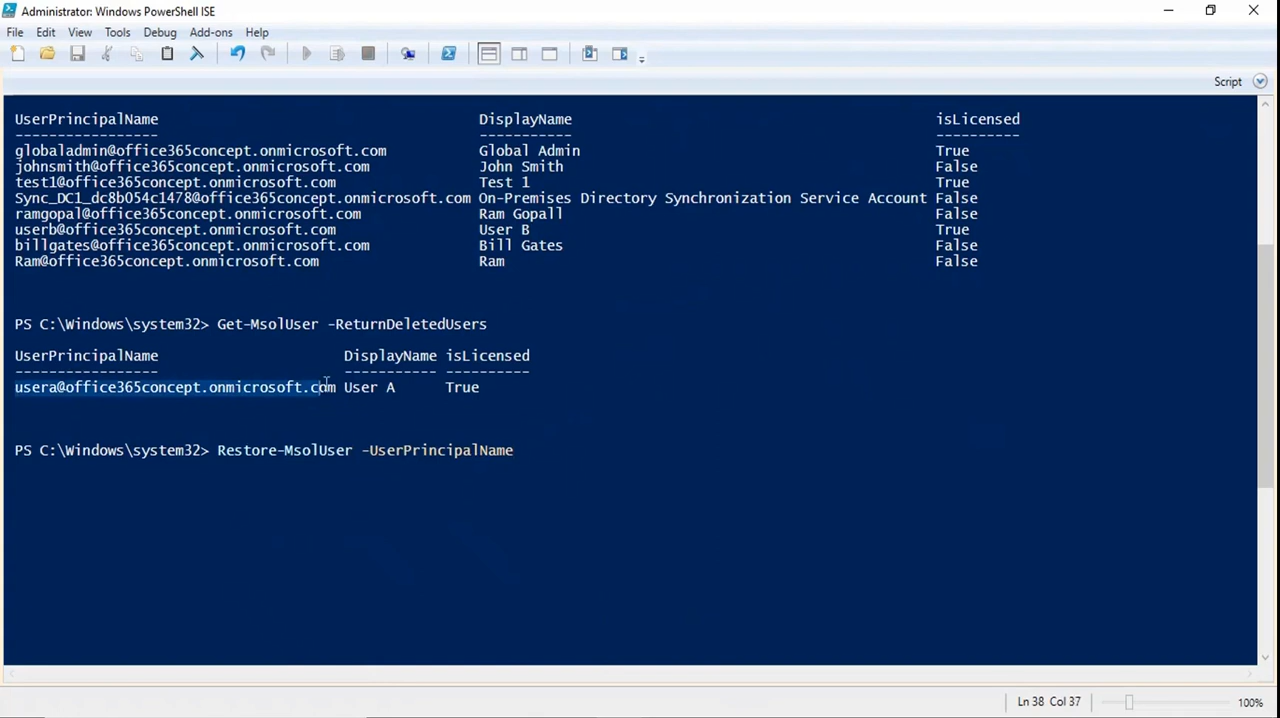 Administrator: Windows PowerShell ISE
File Edit View Tools Debug Add-ons Help
Script
UserPrincipalName DisplayName isLicensed
----------------- ----------- ----------
globaladmin@office365concept.onmicrosoft.com Global Admin True
johnsmith@office365concept.onmicrosoft.com John Smith False
test1@office365concept.onmicrosoft.com Test 1 True
Sync_DC1_dc8b054c1478@office365concept.onmicrosoft.com On-Premises Directory Synchronization Service Account False
ramgopal@office365concept.onmicrosoft.com Ram Gopall False
userb@office365concept.onmicrosoft.com User B True
billgates@office365concept.onmicrosoft.com Bill Gates False
Ram@office365concept.onmicrosoft.com Ram False
PS C:\Windows\system32> Get-MsolUser -ReturnDeletedUsers
UserPrincipalName DisplayName isLicensed
----------------- ----------- ----------
usera@office365concept.onmicrosoft.com User A True
PS C:\Windows\system32> Restore-MsolUser -UserPrincipalName
Ln 38 Col 37 100%